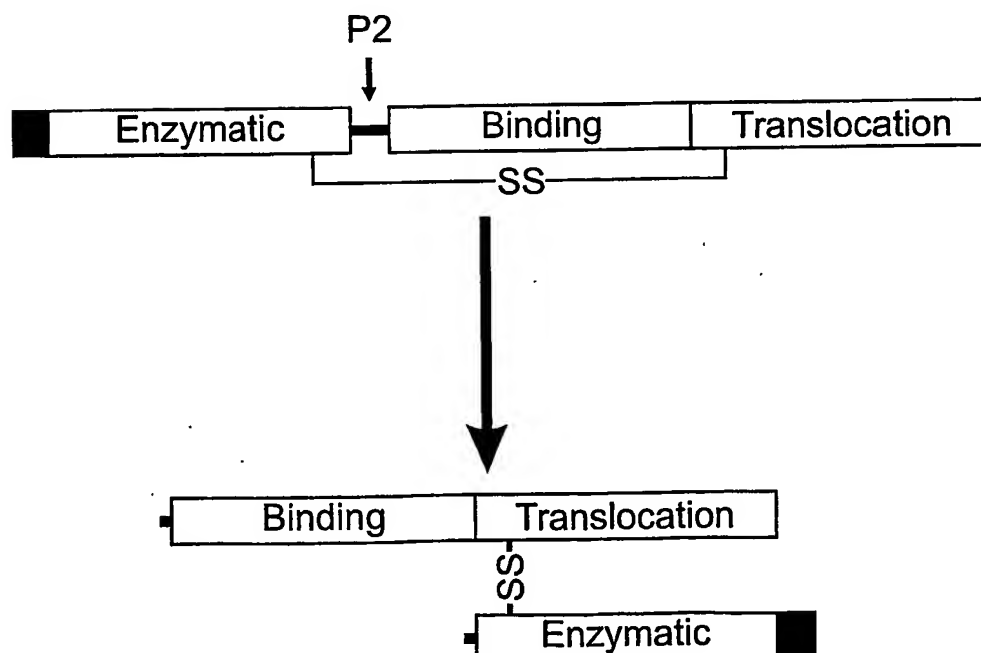 P2
Enzymatic Binding Translocation
SS
Binding Translocation
SS
Enzymatic